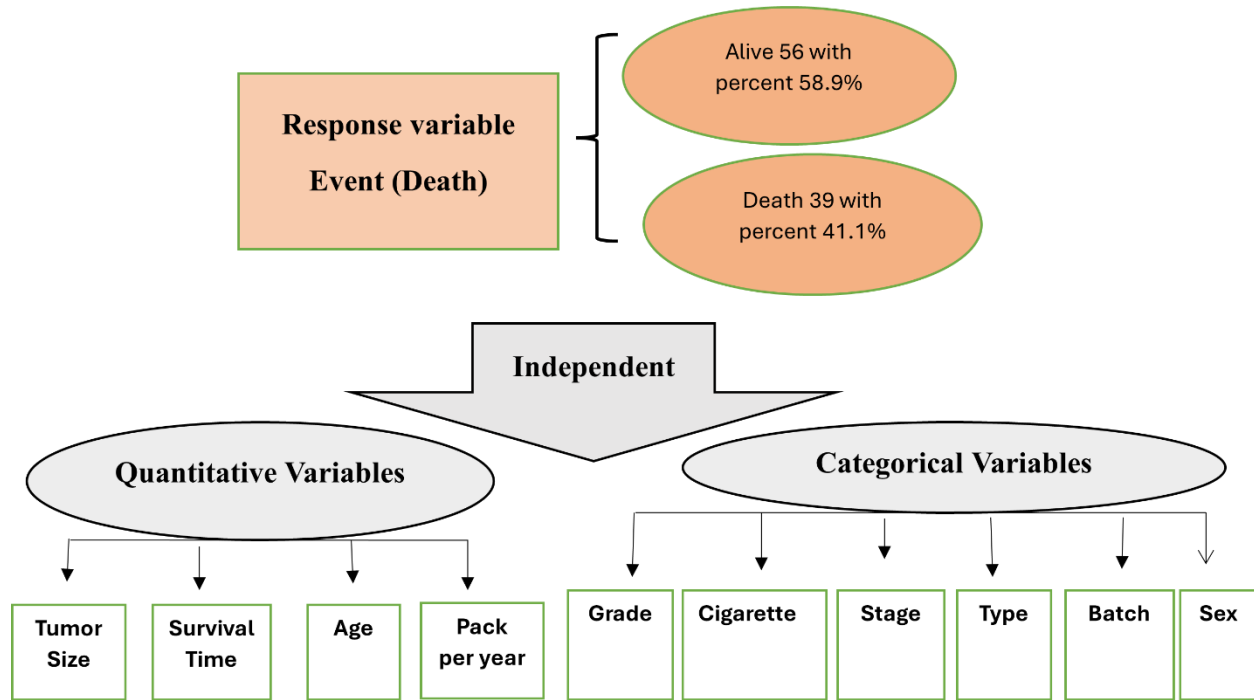 Alive 56 with
percent 58.9%
Response variable
Event (Death)
Death 39 with
percent 41.1%
Independent
Quantitative Variables
Categorical Variables
Tumor
Size
Survival
Time
Age
Pack
per year
Grade
Cigarette
Stage
Type
Batch
Sex